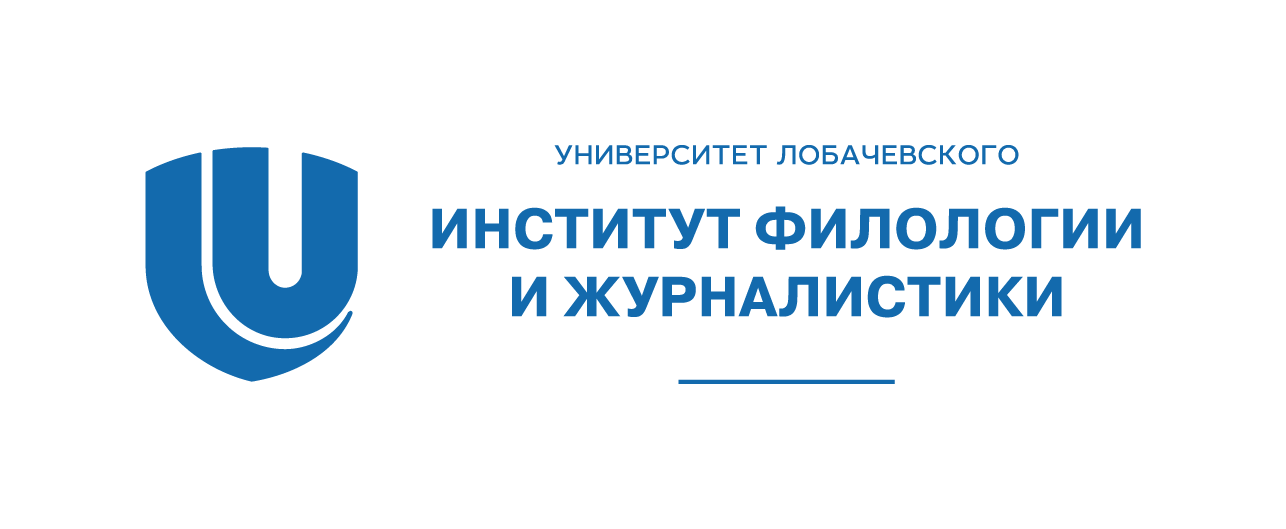 УНИВЕРСИТЕТ ЛОБАЧЕВСКОГО
ИНСТИТУТ ФИЛОЛОГИИ
И ЖУРНАЛИСТИКИ